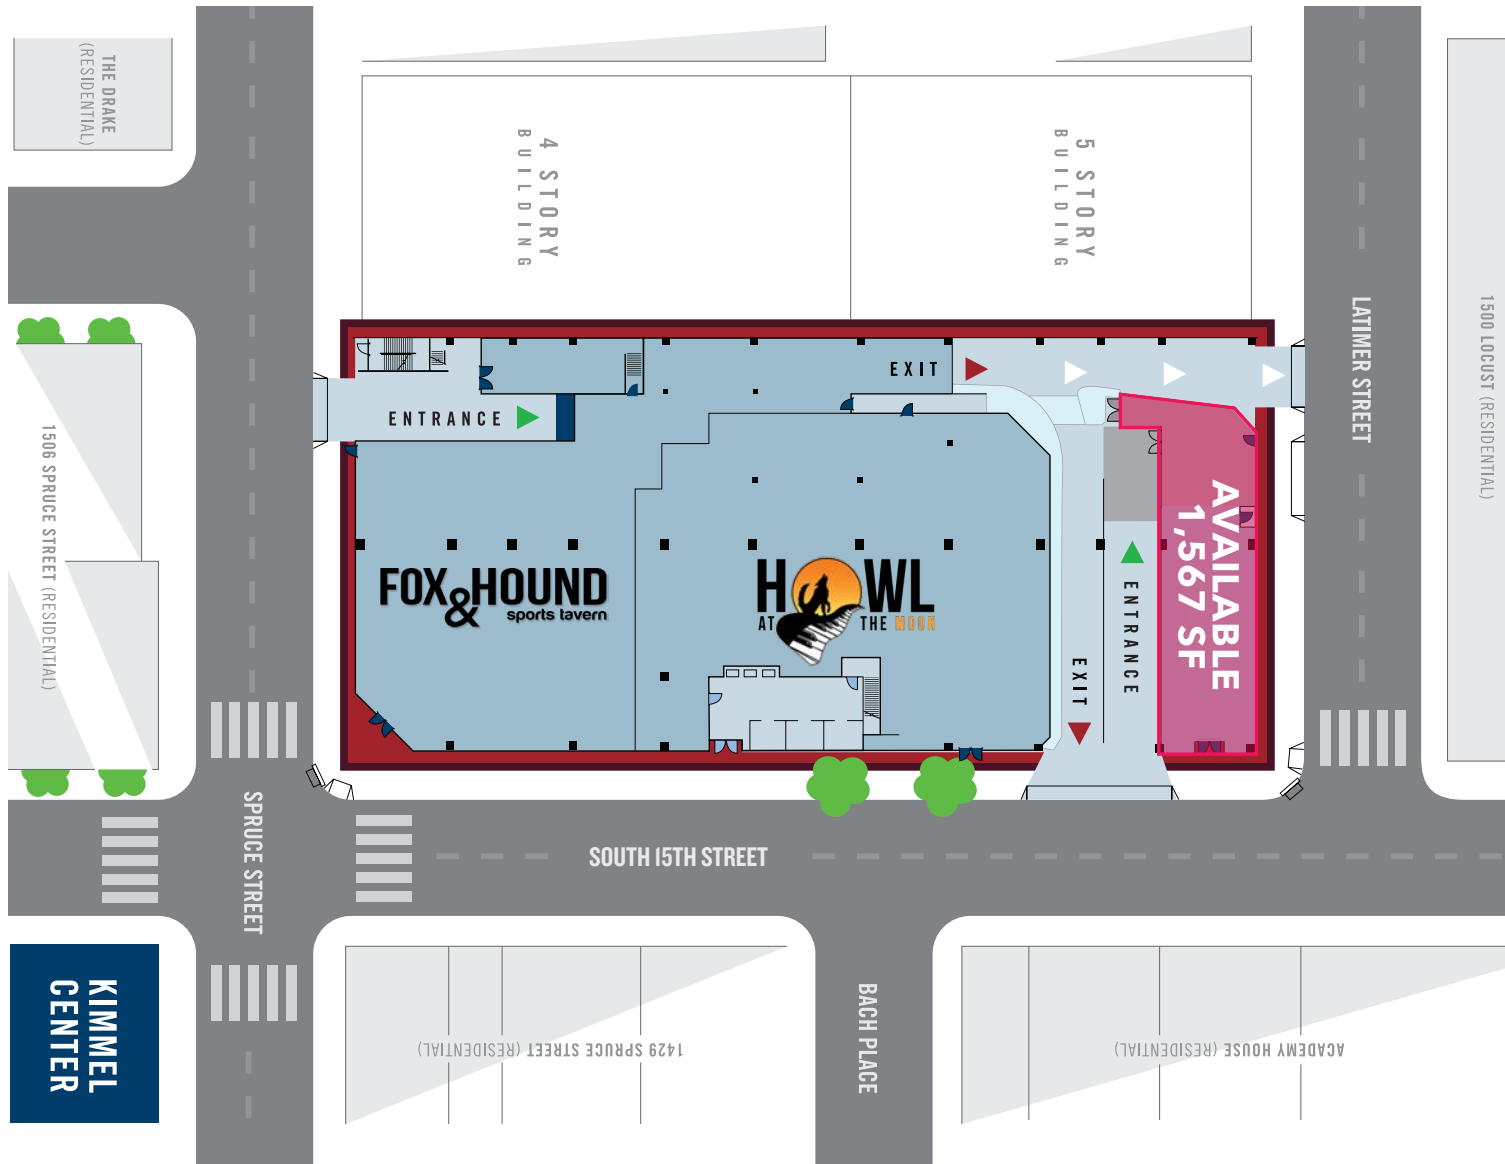 THE DRAKE
(RESIDENTIAL)
4 STORY
BUILDING
5 STORY
BUILDING
LATIMER STREET
1500 LOCUST (RESIDENTIAL)
EXIT
ENTRANCE
1506 SPRUCE STREET (RESIDENTIAL)
AVAILABLE
1,567 SF
FOX&HOUND
sports tavern
HOWL
AT THE MOON
ENTRANCE
EXIT
SPRUCE STREET
SOUTH 15TH STREET
KIMMEL
CENTER
1429 SPRUCE STREET (RESIDENTIAL)
BACH PLACE
ACADEMY HOUSE (RESIDENTIAL)